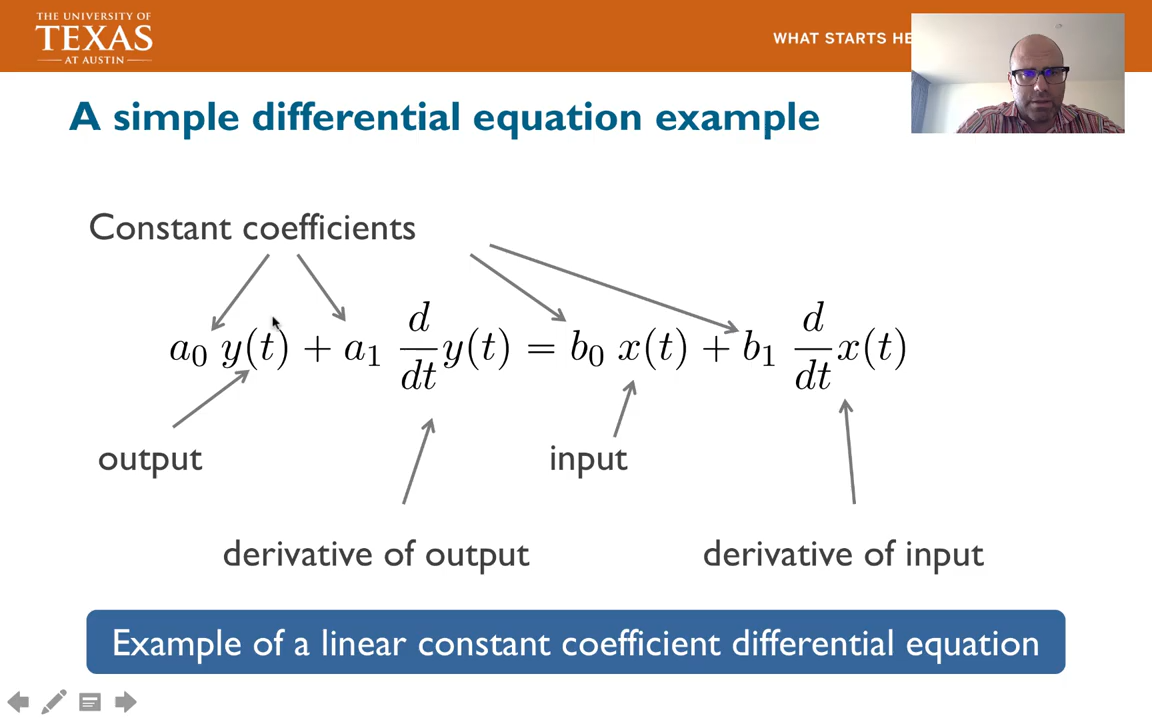 THE UNIVERSITY OF
TEXAS
AT AUSTIN
WHAT STARTS HE
A simple differential equation example
Constant coefficients
a₀ y(t) + a₁ d/dt y(t) = b₀ x(t) + b₁ d/dt x(t)
output
input
derivative of output
derivative of input
Example of a linear constant coefficient differential equation